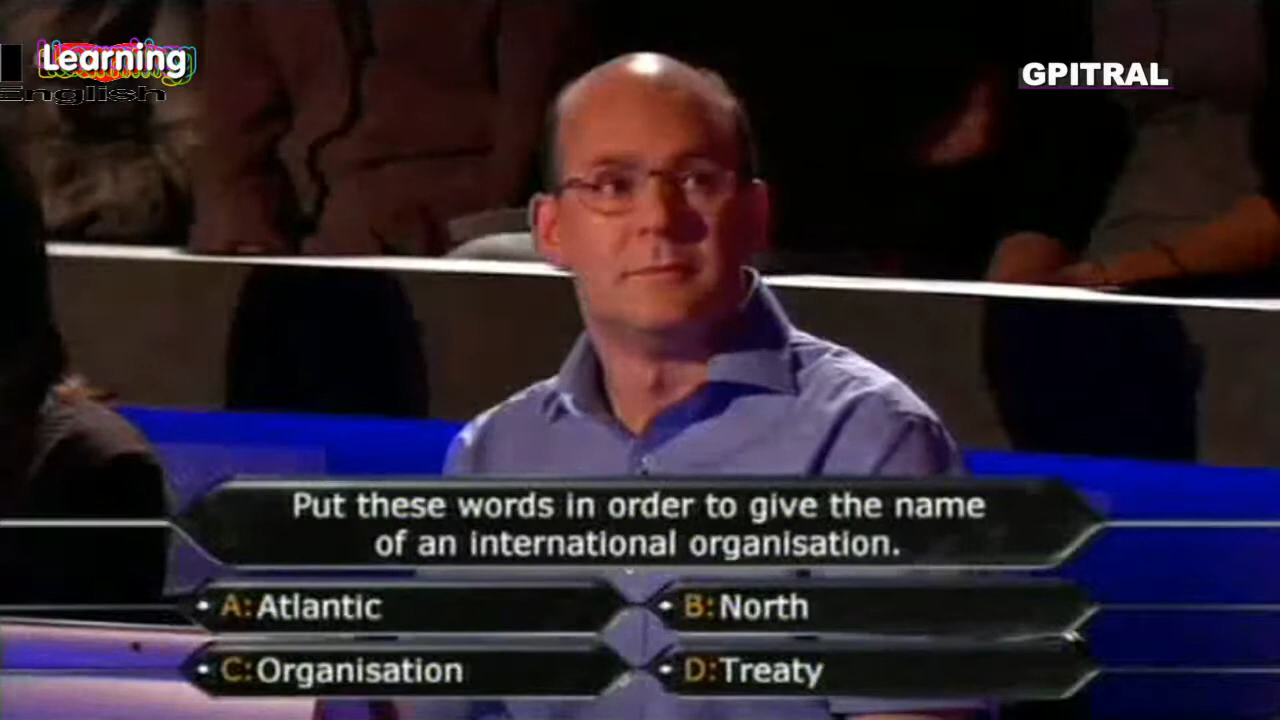 Learning
English
GPITRAL
Put these words in order to give the name
of an international organisation.
A: Atlantic
B: North
C: Organisation
D: Treaty